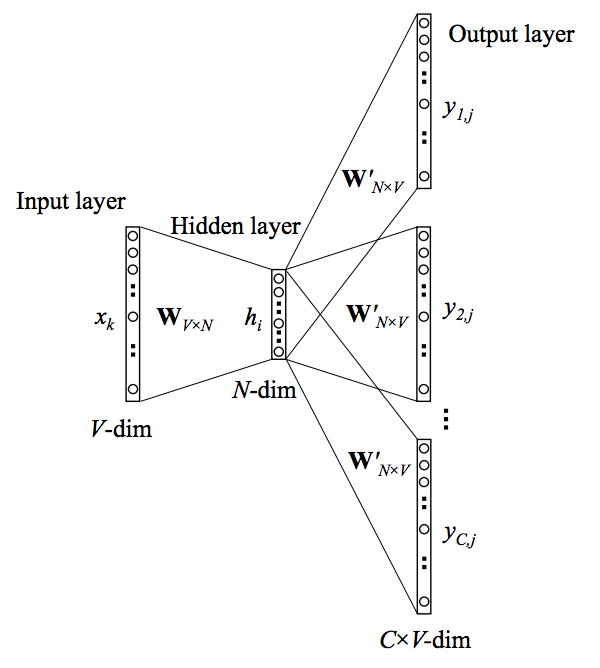 Output layer
y1,j
W'N×V
Input layer
Hidden layer
xk
WV×N
hi
W'N×V
y2,j
N-dim
V-dim
W'N×V
yC,j
C×V-dim